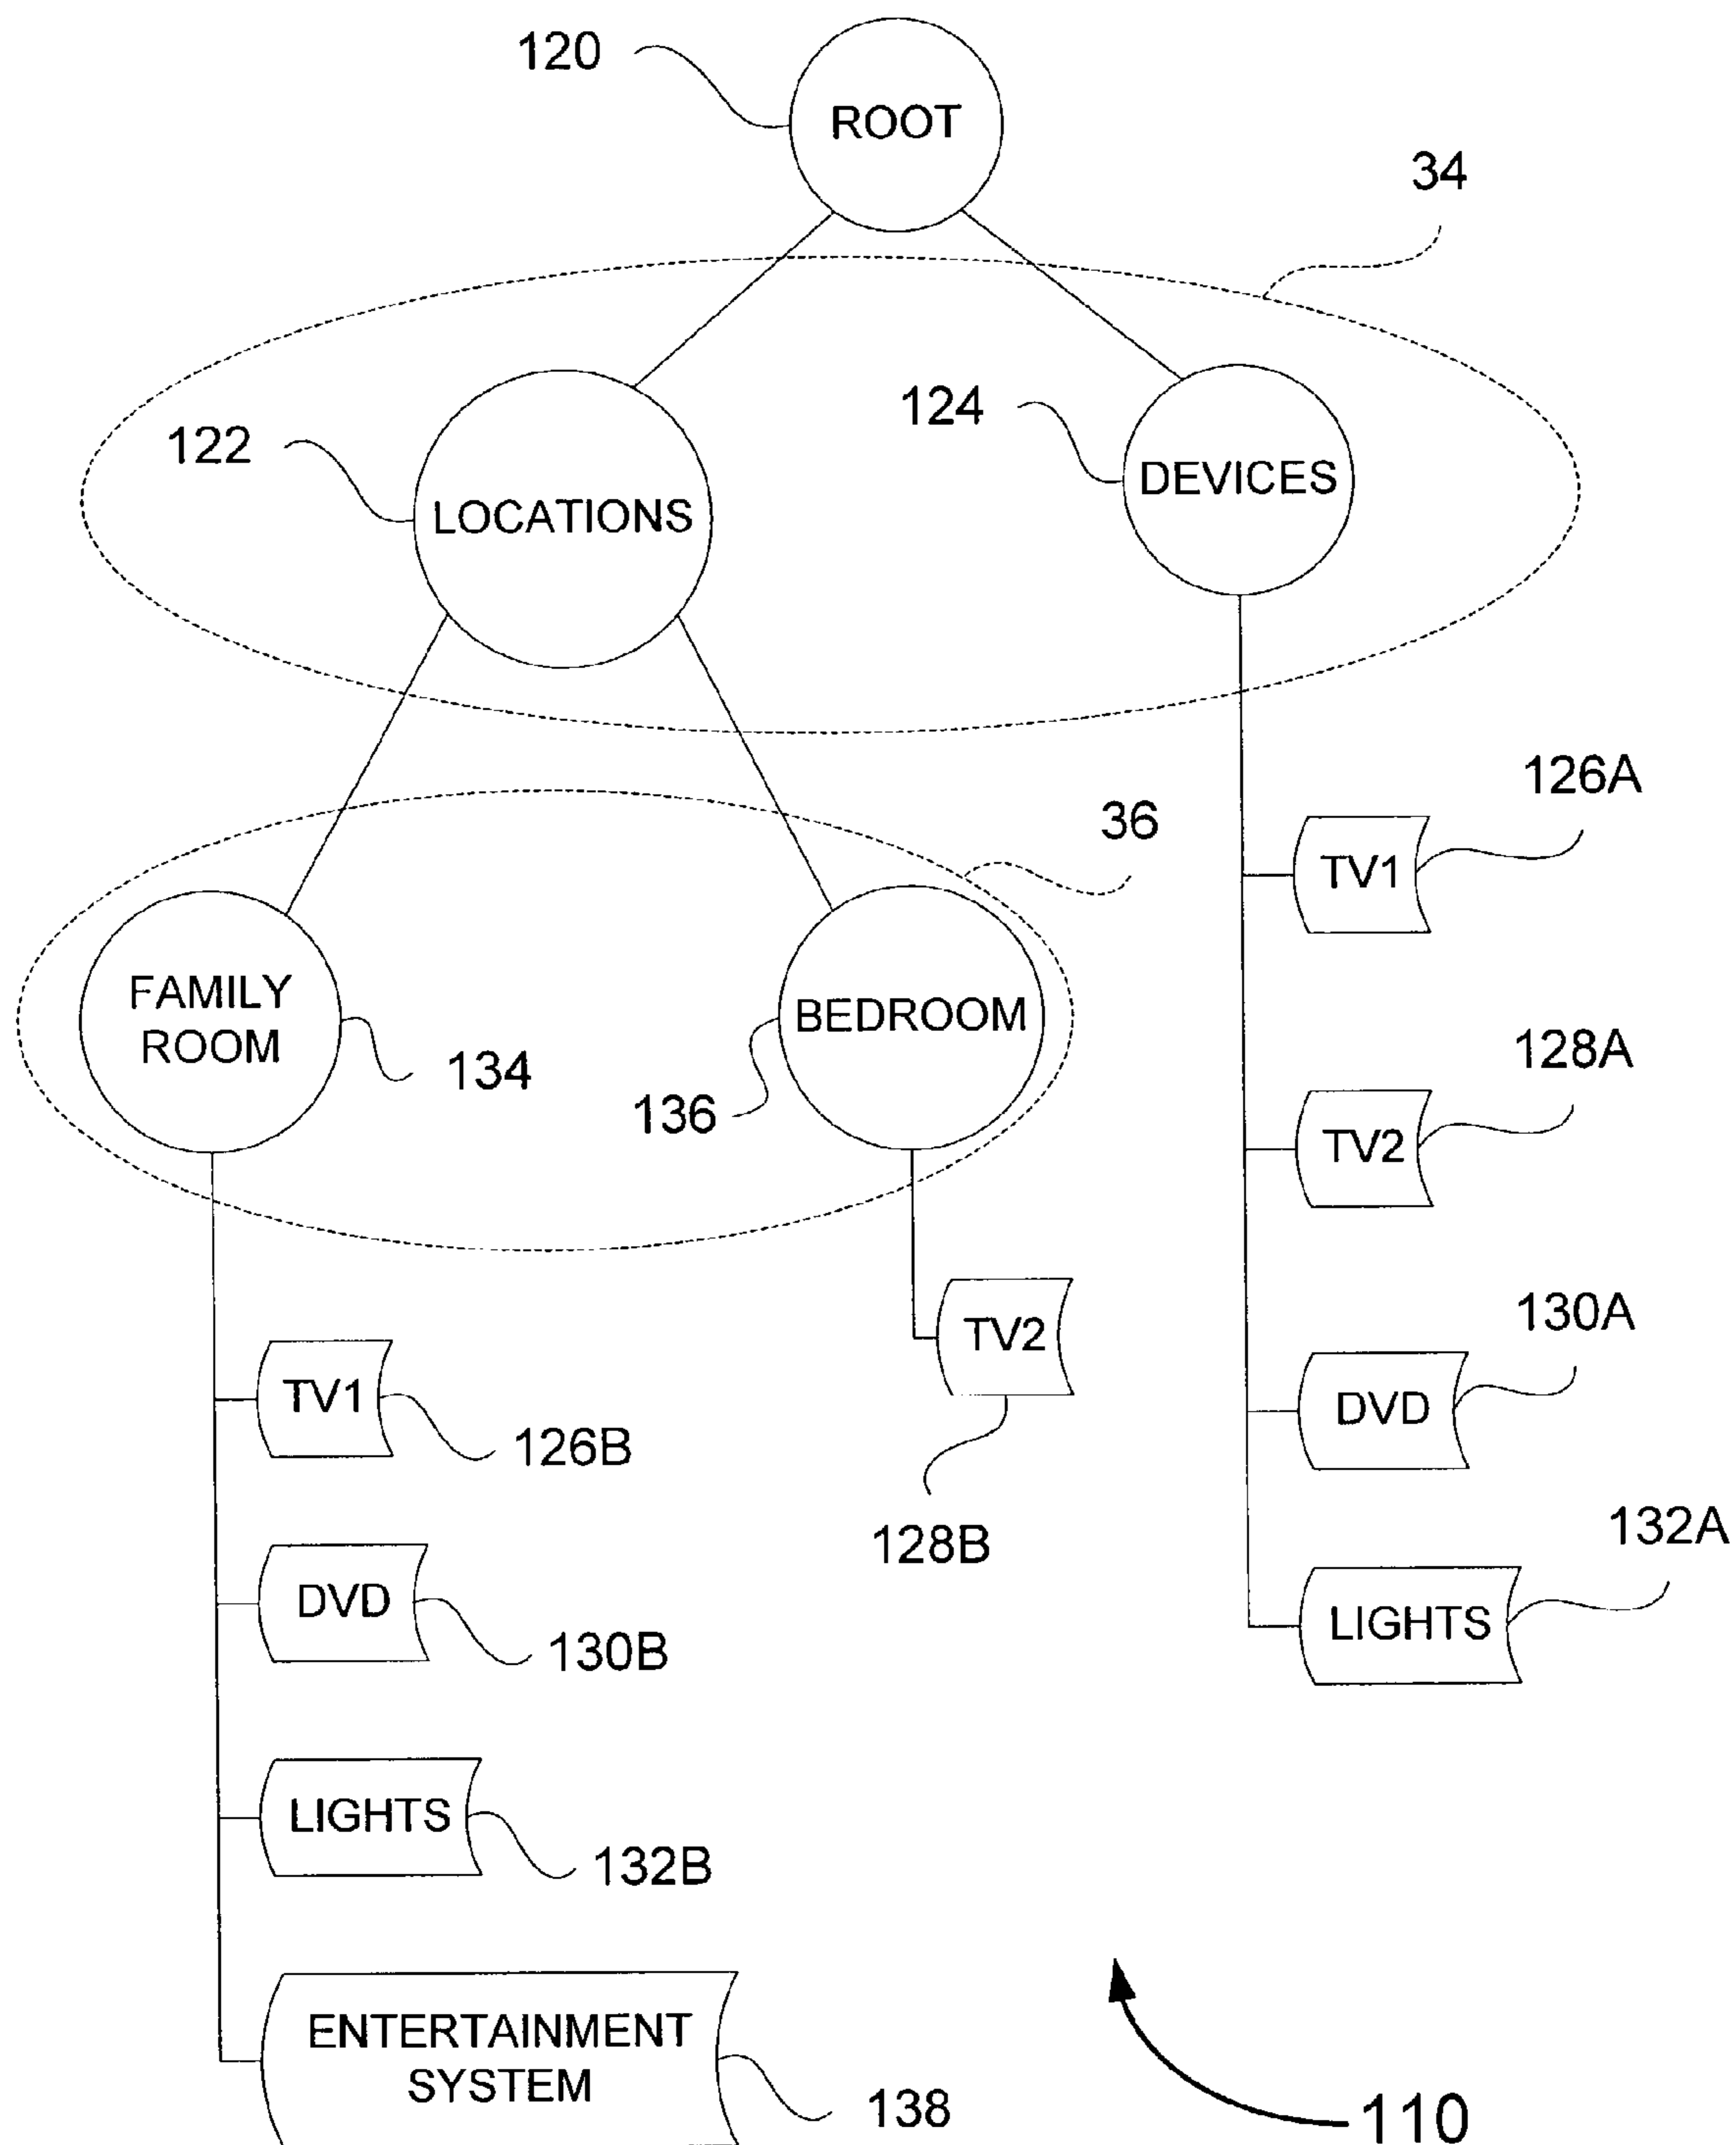 120
ROOT
34
124
122
DEVICES
LOCATIONS
126A
36
TV1
FAMILY
ROOM
BEDROOM
128A
134
136
TV2
130A
TV2
TV1
DVD
126B
132A
128B
DVD
LIGHTS
130B
LIGHTS
132B
ENTERTAINMENT
SYSTEM
138
110